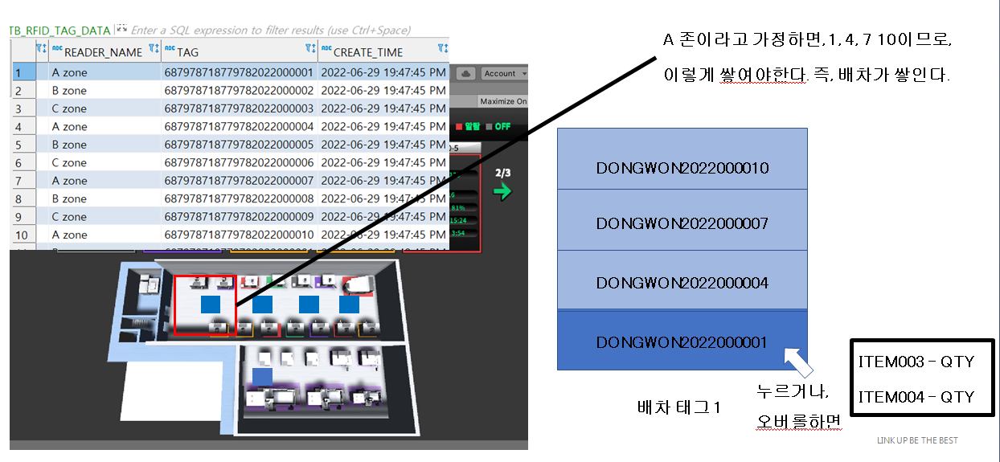 TB_RFID_TAG_DATA Enter a SQL expression to filter results (use Ctrl+Space)
ABC READER_NAME ABC TAG ABC CREATE_TIME
1 A zone 687978718779782022000001 2022-06-29 19:47:45 PM
2 B zone 687978718779782022000002 2022-06-29 19:47:45 PM
3 C zone 687978718779782022000003 2022-06-29 19:47:45 PM
4 A zone 687978718779782022000004 2022-06-29 19:47:45 PM
5 B zone 687978718779782022000005 2022-06-29 19:47:45 PM
6 C zone 687978718779782022000006 2022-06-29 19:47:45 PM
7 A zone 687978718779782022000007 2022-06-29 19:47:45 PM
8 B zone 687978718779782022000008 2022-06-29 19:47:45 PM
9 C zone 687978718779782022000009 2022-06-29 19:47:45 PM
10 A zone 687978718779782022000010 2022-06-29 19:47:45 PM
Account
Maximize On
알람 OFF
2/3
81%
15:24
3:54
A 존이라고 가정하면, 1, 4, 7 10이 므로,
이렇게 쌓여야한다. 즉, 배차가 쌓인다.
DONGWON2022000010
DONGWON2022000007
DONGWON2022000004
DONGWON2022000001
배차 태그 1
누르거나,
오버롤하면
ITEM003 – QTY
ITEM004 – QTY
LINK UP BE THE BEST